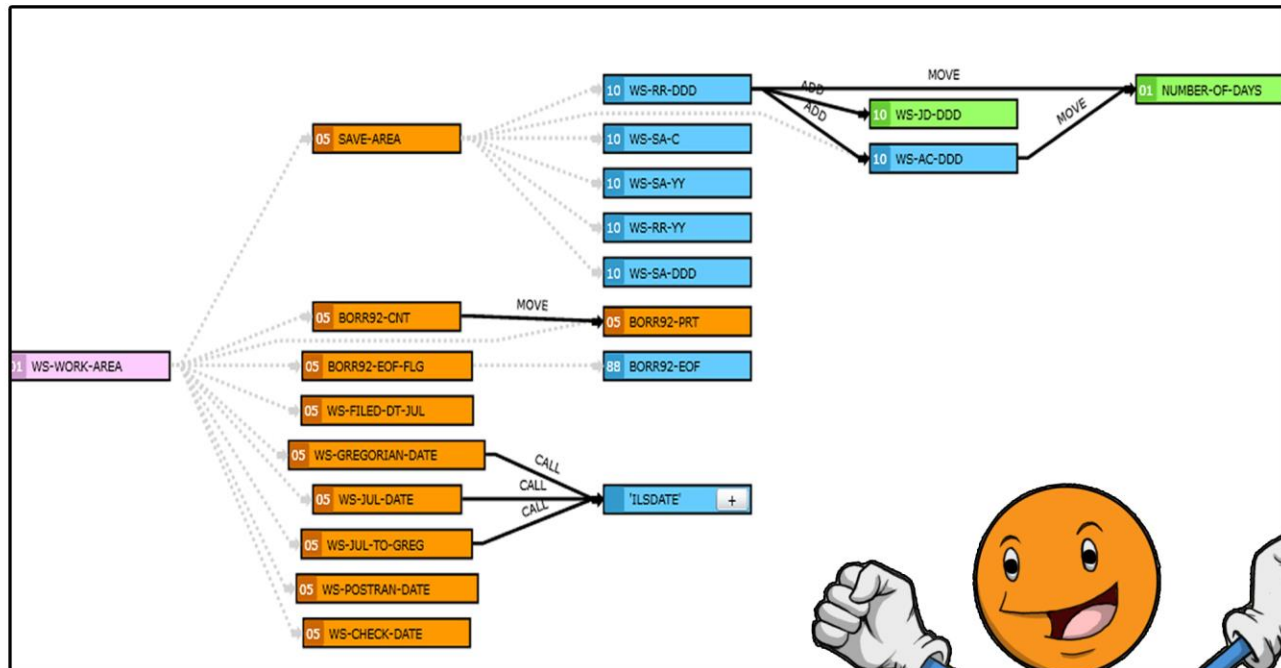 10 WS-RR-DDD
MOVE
01 NUMBER-OF-DAYS
ADD
ADD
10 WS-JD-DDD
MOVE
05 SAVE-AREA
10 WS-SA-C
10 WS-AC-DDD
10 WS-SA-YY
10 WS-RR-YY
10 WS-SA-DDD
05 BORR92-CNT
MOVE
05 BORR92-PRT
01 WS-WORK-AREA
05 BORR92-EOF-FLG
88 BORR92-EOF
05 WS-FILED-DT-JUL
05 WS-GREGORIAN-DATE
CALL
05 WS-JUL-DATE
CALL
'ILSDATE' +
CALL
05 WS-JUL-TO-GREG
05 WS-POSTRAN-DATE
05 WS-CHECK-DATE